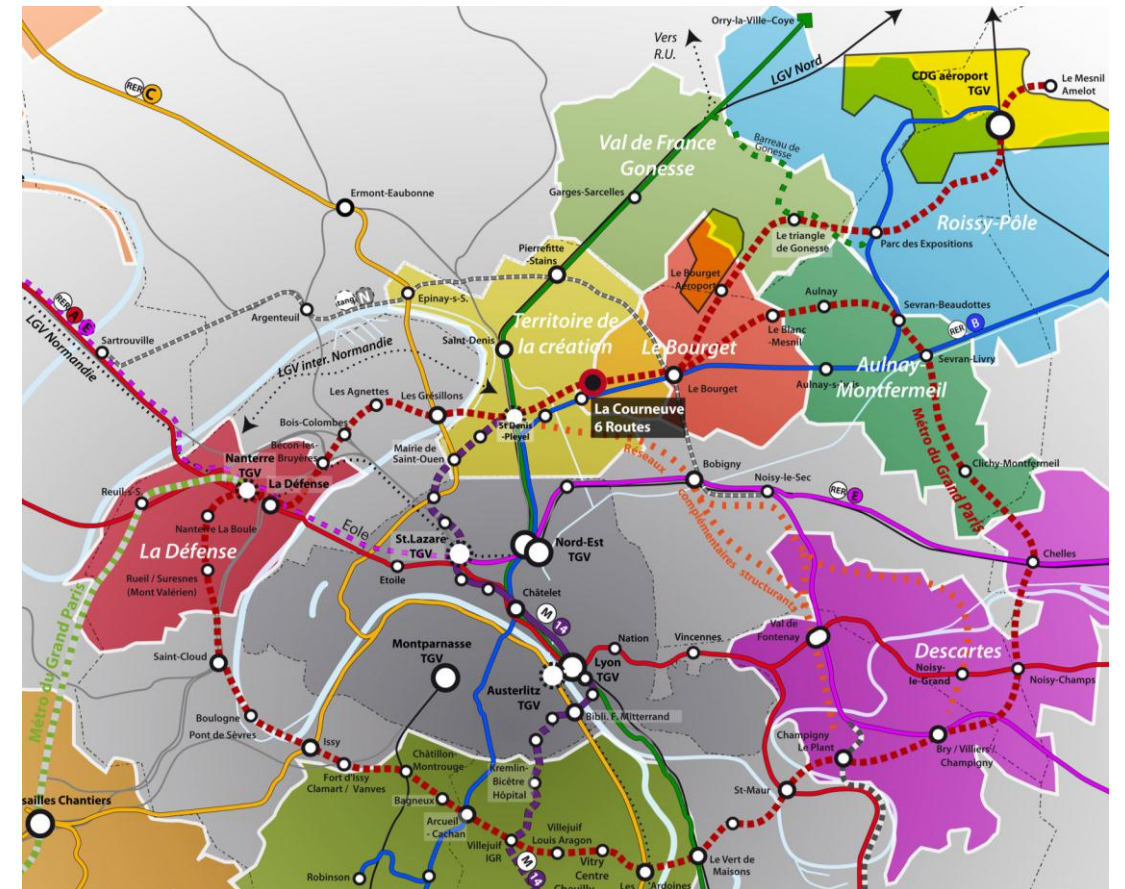 Orry-la-Ville-Coye
Vers
R.U.
LGV Nord
CDG aéroport
TGV
Le Mesnil
Amelot
RER C
Val de France
Gonesse
Barreau de
Gonesse
Ermont-Eaubonne
Garges-Sarcelles
Le triangle
de Gonesse
Roissy-Pôle
Parc des Expositions
Pierrefitte
-Stains
Le Bourget
Aéroport
Epinay-s-S.
tang. N
Argenteuil
RER A E
LGV Normandie
Sartrouville
LGV inter. Normandie
Territoire de
la création
Saint-Denis
Aulnay
Sevran-Beaudottes
Le Blanc
-Mesnil
RER B
Le Bourget
Sevran-Livry
Aulnay-s-Bois
Aulnay-
Montfermeil
Le Bourget
La Courneuve
6 Routes
Les Agnettes
Les Grésillons
St Denis
-Pleyel
Bois-Colombes
Bécon-les-
Bruyères
Mairie de
Saint-Ouen
Réseaux
complémentaires structurants
Bobigny
Noisy-le-Sec
RER E
Métro du Grand Paris
Clichy-Montfermeil
Nanterre
TGV
La Défense
Reuil-s-S.
Nanterre La Boule
La Défense
Eole
St.Lazare
TGV
Nord-Est
TGV
Chelles
Rueil / Suresnes
(Mont Valérien)
Etoile
Châtelet
M 14
Métro du Grand Paris
Montparnasse
TGV
Nation
Vincennes
Val de
Fontenay
Descartes
Saint-Cloud
Lyon
TGV
Noisy-
le-Grand
Noisy-Champs
Austerlitz
TGV
Bibli. F. Mitterrand
Boulogne
Pont de Sèvres
Issy
Châtillon-
Montrouge
Champigny
Le Plant
Bry / Villiers /
Champigny
Fort d'Issy
Clamart / Vanves
Kremlin-
Bicêtre
Hôpital
Bagneux
St-Maur
sailles Chantiers
Arcueil
- Cachan
Villejuif
IGR
Villejuif
Louis Aragon
M 14
Vitry
Centre
Le Vert de
Maisons
Robinson
Les Ardoines